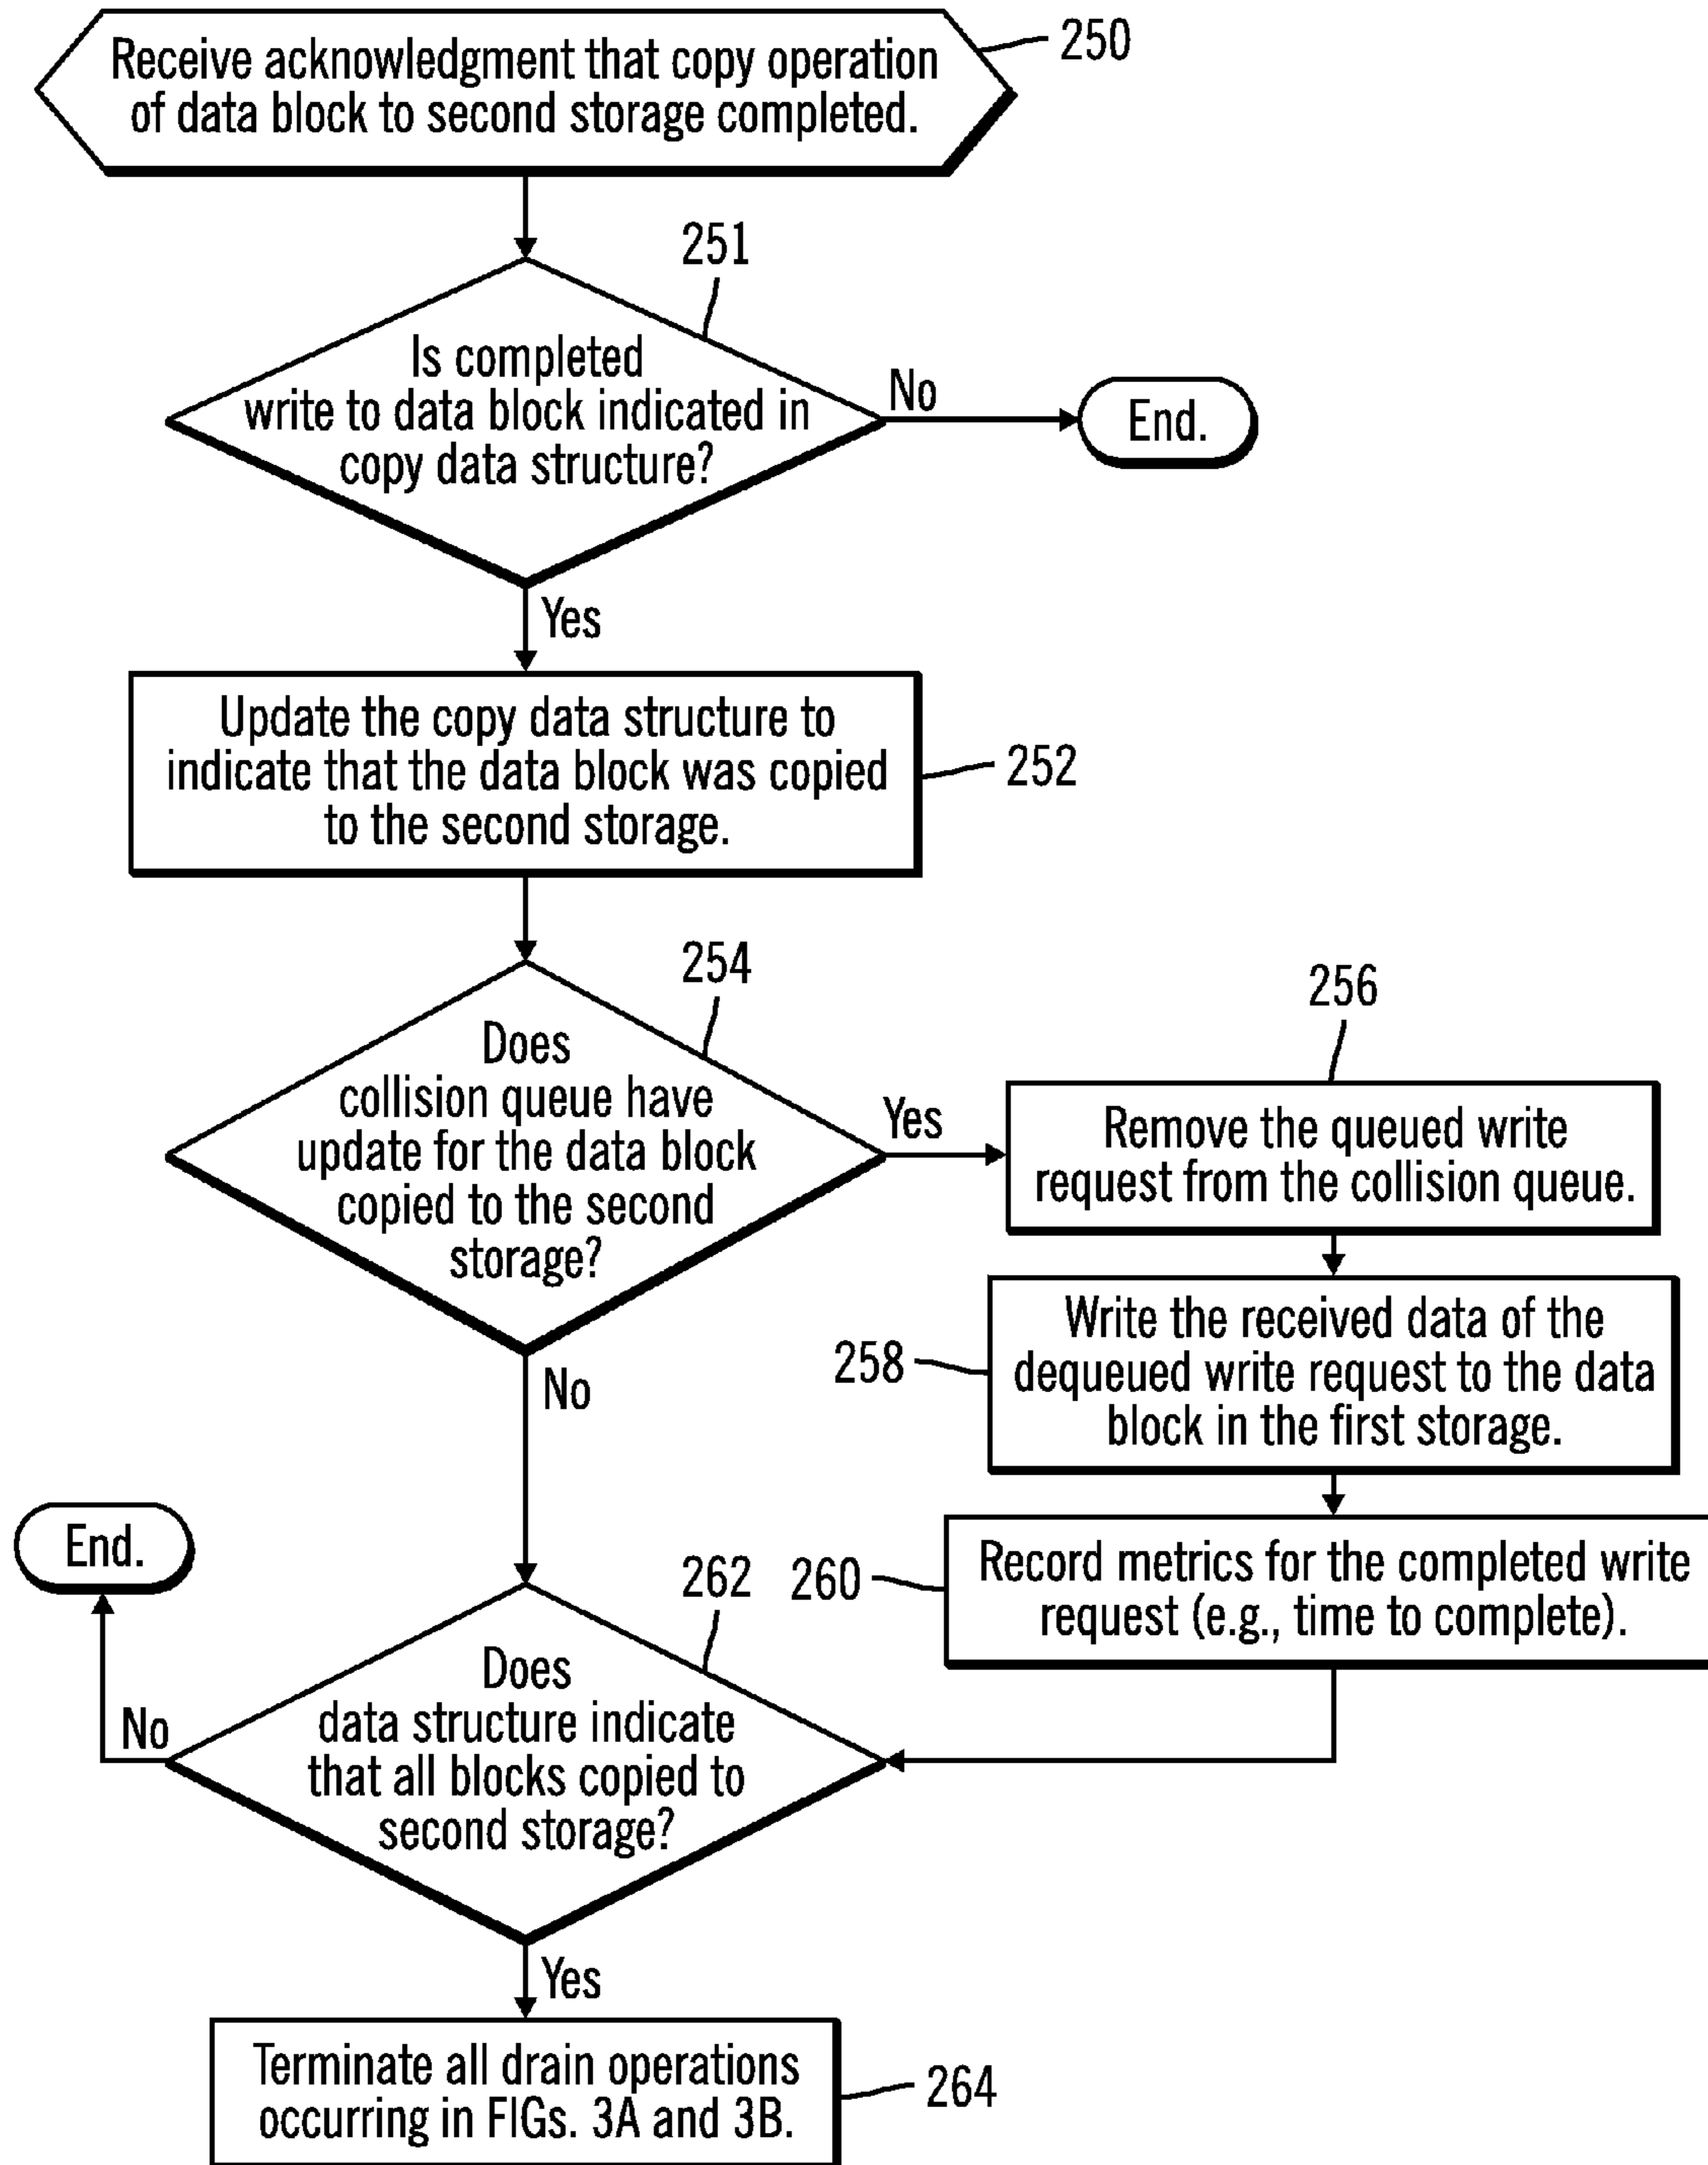 Receive acknowledgment that copy operation
of data block to second storage completed.
250
251
Is completed
write to data block indicated in
copy data structure?
No
End.
Yes
Update the copy data structure to
indicate that the data block was copied
to the second storage.
252
254
Does
collision queue have
update for the data block
copied to the second
storage?
Yes
256
Remove the queued write
request from the collision queue.
258
Write the received data of the
dequeued write request to the data
block in the first storage.
No
End.
262
260
Record metrics for the completed write
request (e.g., time to complete).
Does
data structure indicate
that all blocks copied to
second storage?
No
Yes
Terminate all drain operations
occurring in FIGs. 3A and 3B.
264